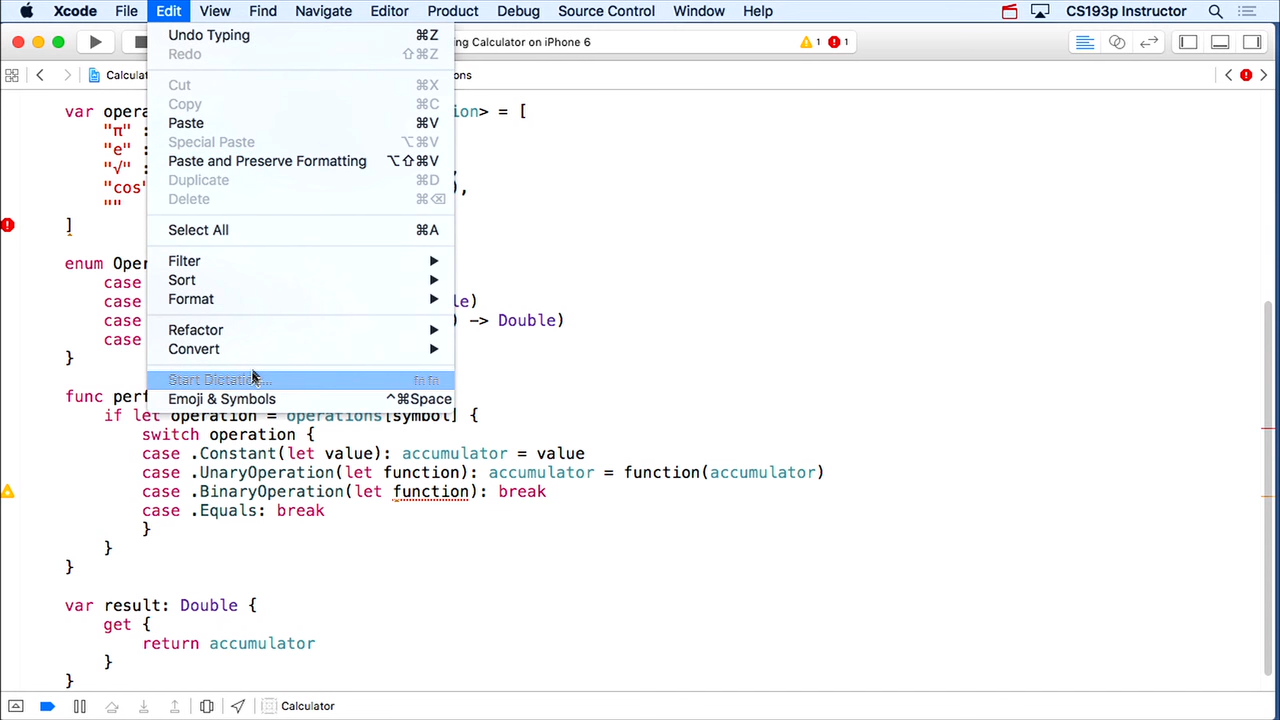 Xcode File Edit View Find Navigate Editor Product Debug Source Control Window Help CS193p Instructor
Undo Typing ⌘Z
ng Calculator on iPhone 6 1 1
Redo ⇧⌘Z
Calculat
ons
Cut ⌘X
Copy ⌘C
Paste ⌘V
Special Paste ⌥⌘V
Paste and Preserve Formatting ⌥⇧⌘V
Duplicate ⌘D
Delete ⌘⌫
Select All ⌘A
Filter
Sort
Format
Refactor
Convert
Start Dictatio...
Emoji & Symbols ^⌘Space
var opera ion> = [
"π" :
"e" :
"√" : ,
"cos" ),
""
]
enum Oper
case
case le)
case ) -> Double)
case
}
func perf
if let operation = operations[symbol] {
switch operation {
case .Constant(let value): accumulator = value
case .UnaryOperation(let function): accumulator = function(accumulator)
case .BinaryOperation(let function): break
case .Equals: break
}
}
}
var result: Double {
get {
return accumulator
}
}
Calculator